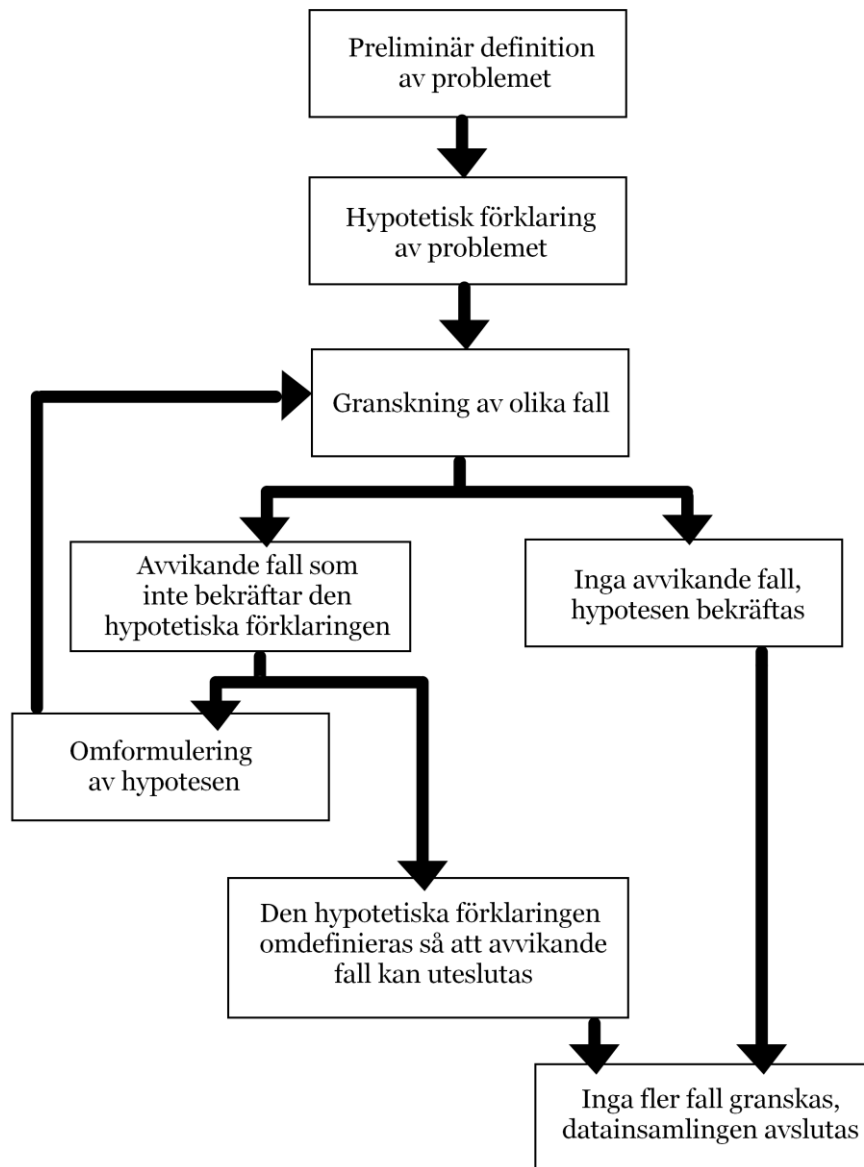 Preliminär definition
av problemet
Hypotetisk förklaring
av problemet
Granskning av olika fall
Avvikande fall som
inte bekräftar den
hypotetiska förklaringen
Inga avvikande fall,
hypotesen bekräftas
Omformulering
av hypotesen
Den hypotetiska förklaringen
omdefinieras så att avvikande
fall kan uteslutas
Inga fler fall granskas,
datainsamlingen avslutas